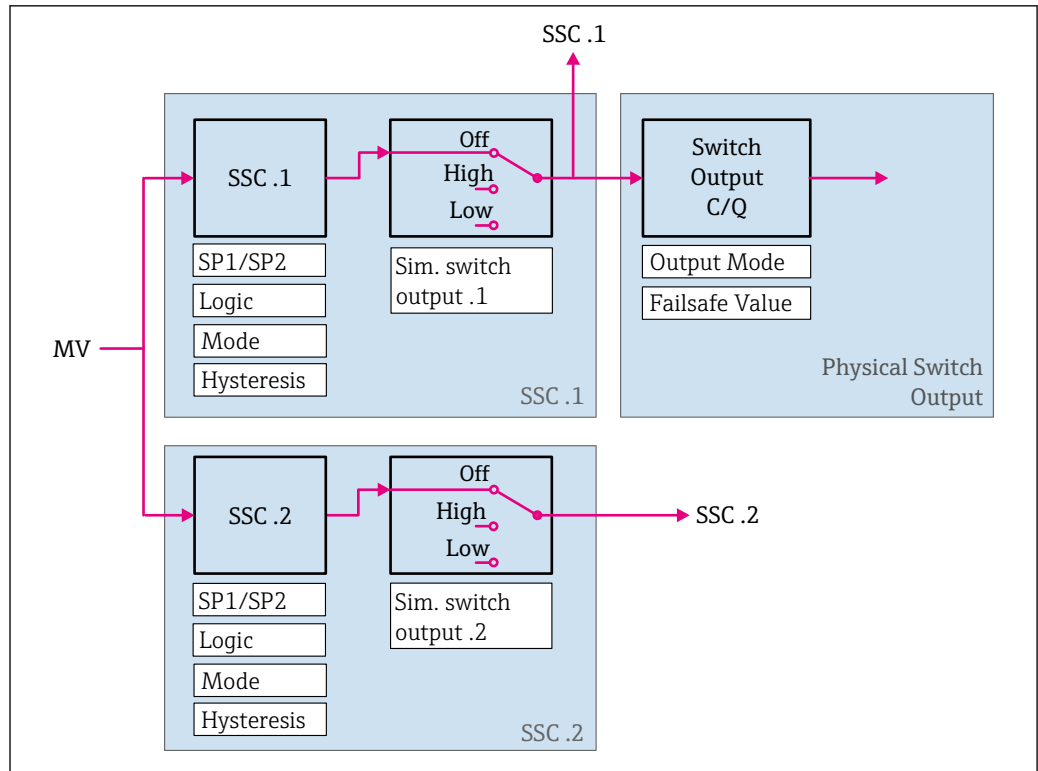 SSC .1
SSC .1
Off
High
Low
Switch
Output
C/Q
SP1/SP2
Logic
Mode
Hysteresis
Sim. switch
output .1
Output Mode
Failsafe Value
MV
SSC .1
Physical Switch
Output
SSC .2
Off
High
Low
SSC .2
SP1/SP2
Logic
Mode
Hysteresis
Sim. switch
output .2
SSC .2